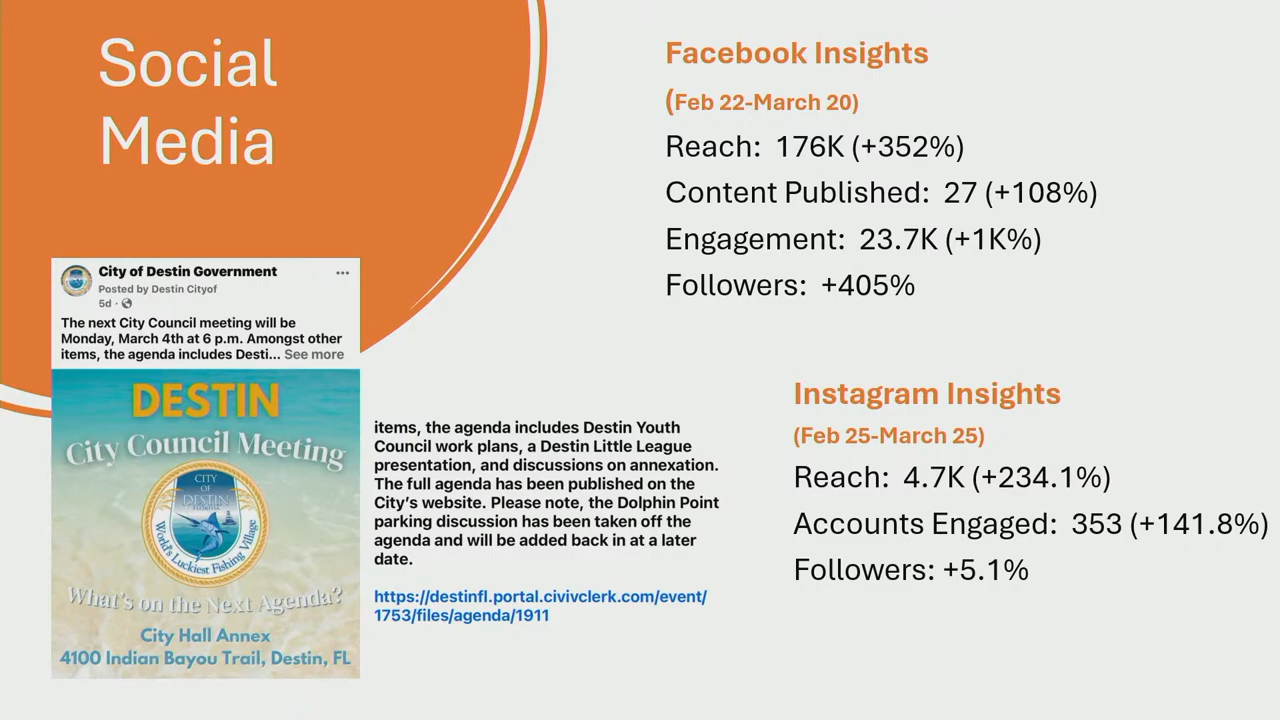 Social
Media
Facebook Insights
(Feb 22-March 20)
Reach: 176K (+352%)
Content Published: 27 (+108%)
Engagement: 23.7K (+1K%)
Followers: +405%
City of Destin Government
Posted by Destin Cityof
5d ·
The next City Council meeting will be
Monday, March 4th at 6 p.m. Amongst other
items, the agenda includes Desti... See more
DESTIN
City Council Meeting
CITY
OF
DESTIN
FLORIDA
World's Luckiest Fishing Village
What's on the Next Agenda?
City Hall Annex
4100 Indian Bayou Trail, Destin, FL
items, the agenda includes Destin Youth
Council work plans, a Destin Little League
presentation, and discussions on annexation.
The full agenda has been published on the
City's website. Please note, the Dolphin Point
parking discussion has been taken off the
agenda and will be added back in at a later
date.
https://destinfl.portal.civivclerk.com/event/
1753/files/agenda/1911
Instagram Insights
(Feb 25-March 25)
Reach: 4.7K (+234.1%)
Accounts Engaged: 353 (+141.8%)
Followers: +5.1%